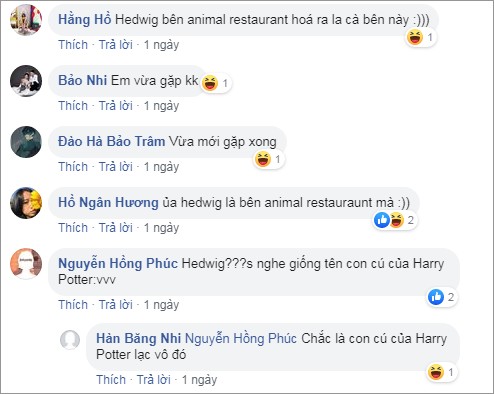 Hằng Hổ Hedwig bên animal restaurant hoá ra la cà bên này :)))
1
Thích · Trả lời · 1 ngày
Bảo Nhi Em vừa gặp kk
1
Thích · Trả lời · 1 ngày
Đào Hà Bảo Trâm Vừa mới gặp xong
1
Thích · Trả lời · 1 ngày
Hồ Ngân Hương ủa hedwig là bên animal restauraunt mà :))
2
Thích · Trả lời · 1 ngày
Nguyễn Hồng Phúc Hedwig???s nghe giống tên con cú của Harry
Potter:vvv
2
Thích · Trả lời · 1 ngày
Hàn Băng Nhi Nguyễn Hồng Phúc Chắc là con cú của Harry
Potter lạc vô đó
1
Thích · Trả lời · 1 ngày